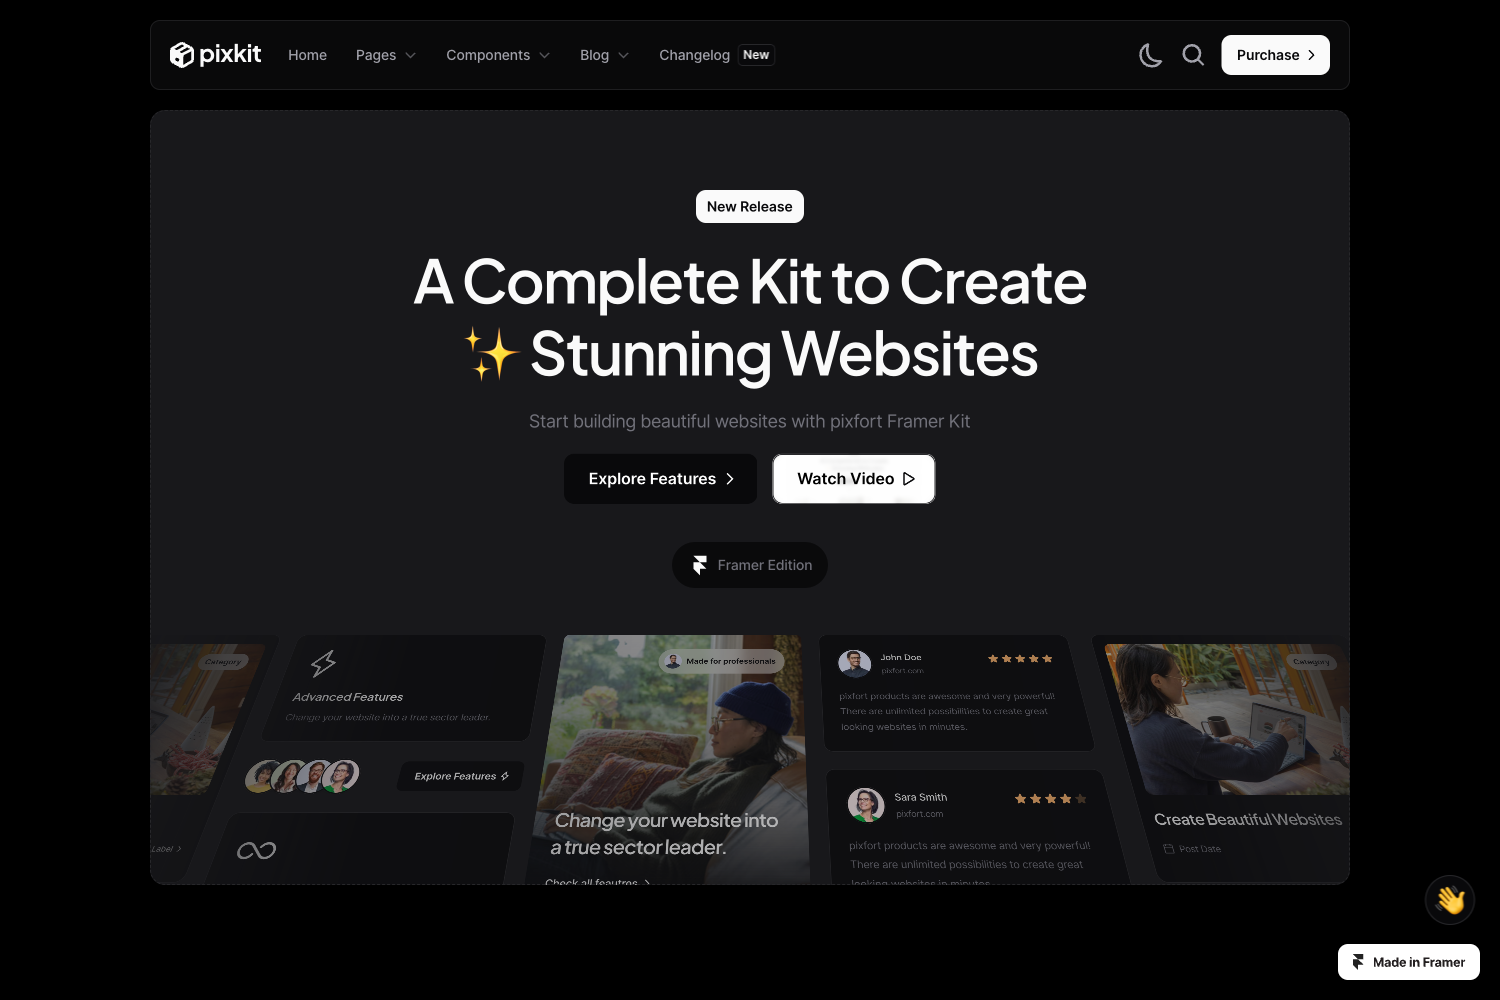 pixkit
Home
Pages
Components
Blog
Changelog
New
Purchase
New Release
A Complete Kit to Create
✨ Stunning Websites
Start building beautiful websites with pixfort Framer Kit
Explore Features
Watch Video
Framer Edition
Category
Label
Advanced Features
Change your website into a true sector leader.
Explore Features
Made for professionals
Change your website into
a true sector leader.
Check all feautres
John Doe
pixfort.com
pixfort products are awesome and very powerful!
There are unlimited possibilities to create great
looking websites in minutes.
Sara Smith
pixfort.com
pixfort products are awesome and very powerful!
There are unlimited possibilities to create great
looking websites in minutes.
Category
Create Beautiful Websites
Post Date
Made in Framer